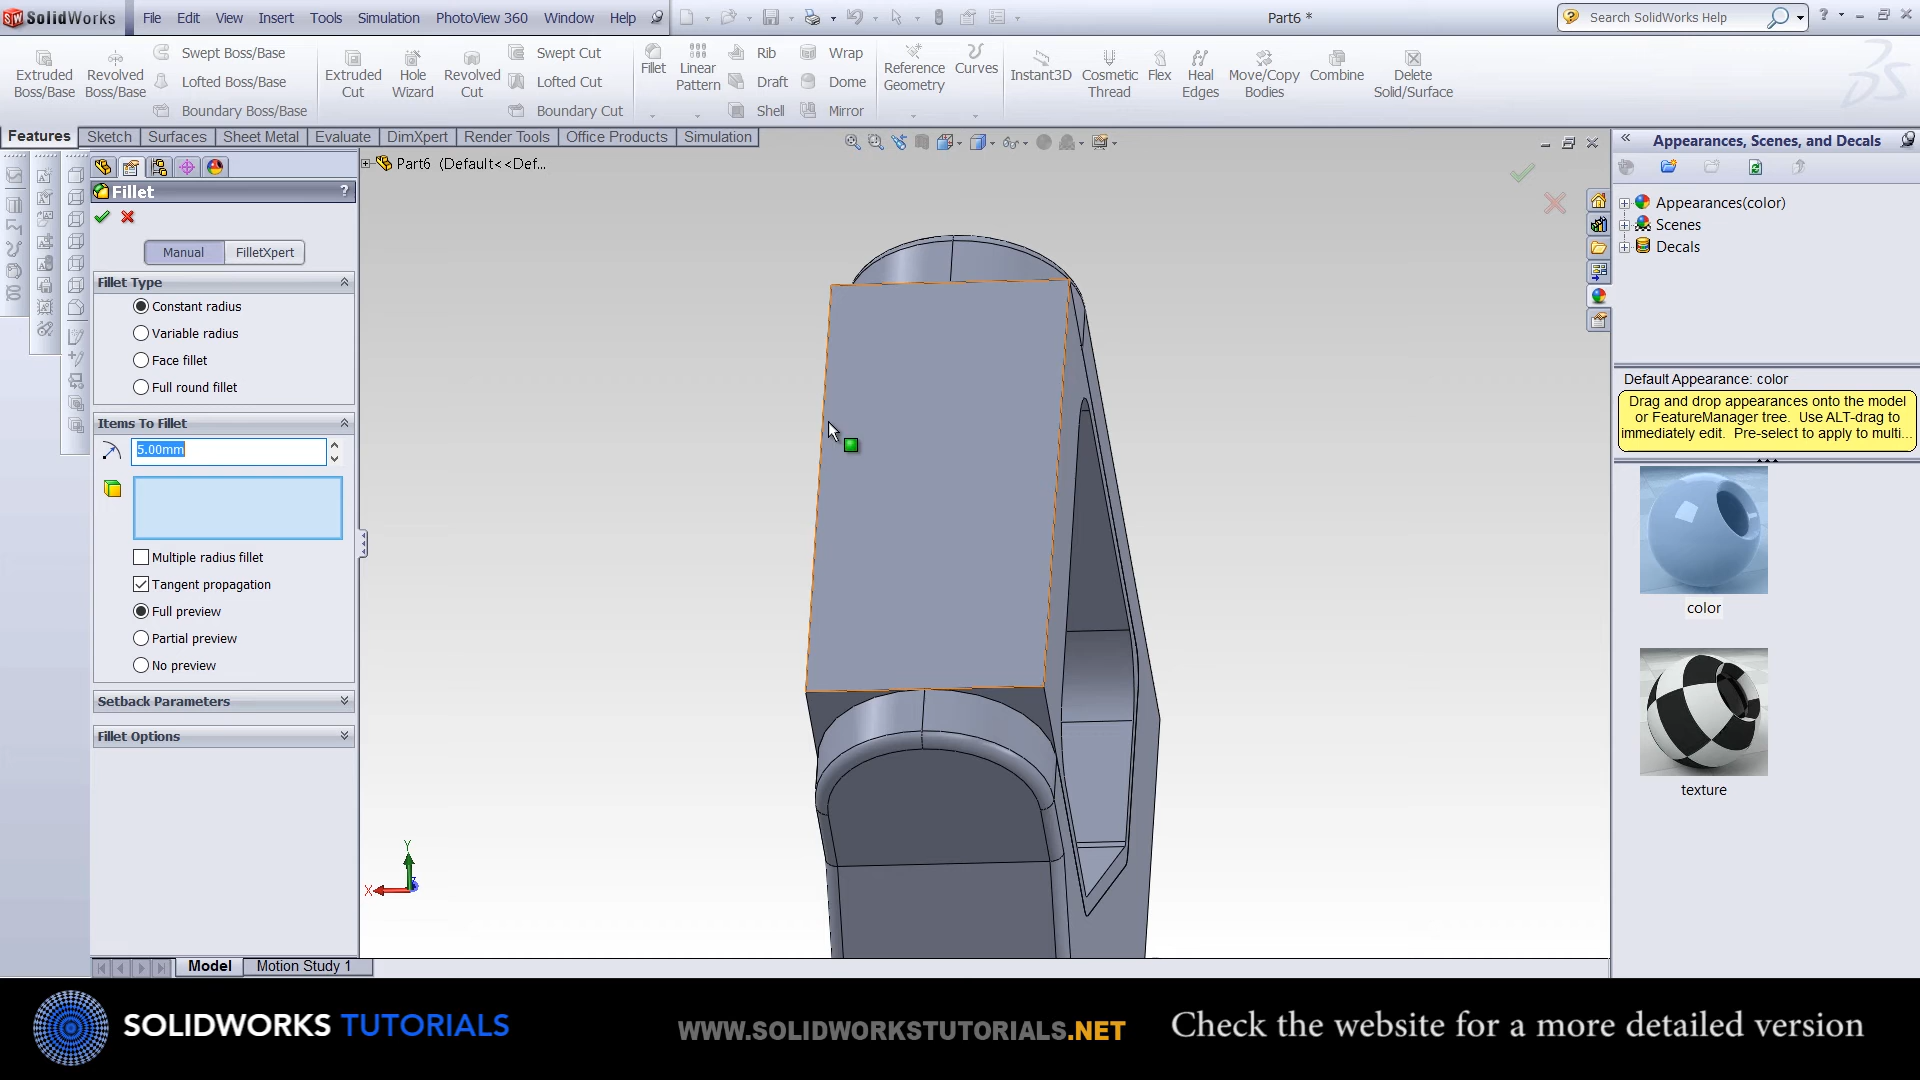 SolidWorks File Edit View Insert Tools Simulation PhotoView 360 Window Help Part6 * Search SolidWorks Help ?
Extruded Boss/Base
Revolved Boss/Base
Swept Boss/Base
Lofted Boss/Base
Boundary Boss/Base
Extruded Cut
Hole Wizard
Revolved Cut
Swept Cut
Lofted Cut
Boundary Cut
Fillet
Linear Pattern
Rib
Draft
Shell
Wrap
Dome
Mirror
Reference Geometry
Curves
Instant3D
Cosmetic Thread
Flex
Heal Edges
Move/Copy Bodies
Combine
Delete Solid/Surface
Features Sketch Surfaces Sheet Metal Evaluate DimXpert Render Tools Office Products Simulation
Part6 (Default<<Def...
Fillet ?
Manual FilletXpert
Fillet Type
Constant radius
Variable radius
Face fillet
Full round fillet
Items To Fillet
5.00mm
Multiple radius fillet
Tangent propagation
Full preview
Partial preview
No preview
Setback Parameters
Fillet Options
Y
X
Model Motion Study 1
Appearances, Scenes, and Decals
Appearances(color)
Scenes
Decals
Default Appearance: color
Drag and drop appearances onto the model
or FeatureManager tree. Use ALT-drag to
immediately edit. Pre-select to apply to multi...
color
texture
SOLIDWORKS TUTORIALS
WWW.SOLIDWORKSTUTORIALS.NET
Check the website for a more detailed version